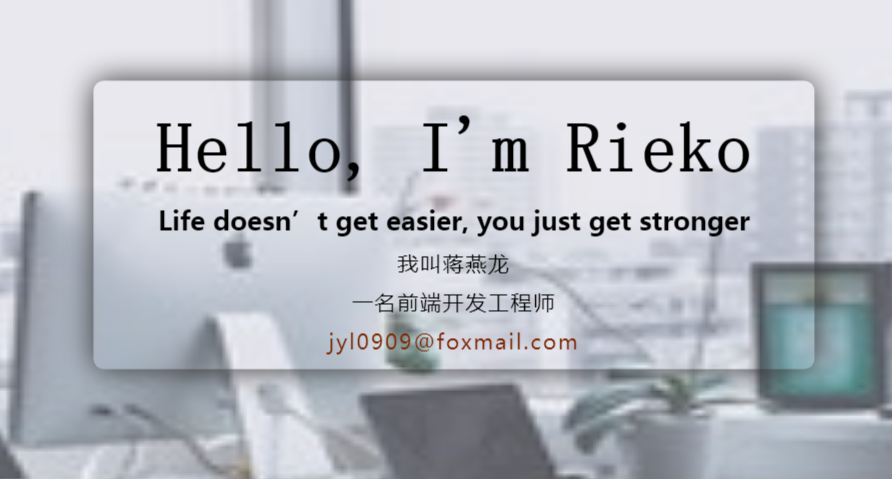 Hello, I'm Rieko
Life doesn’t get easier, you just get stronger
我叫蒋燕龙
一名前端开发工程师
jyl0909@foxmail.com